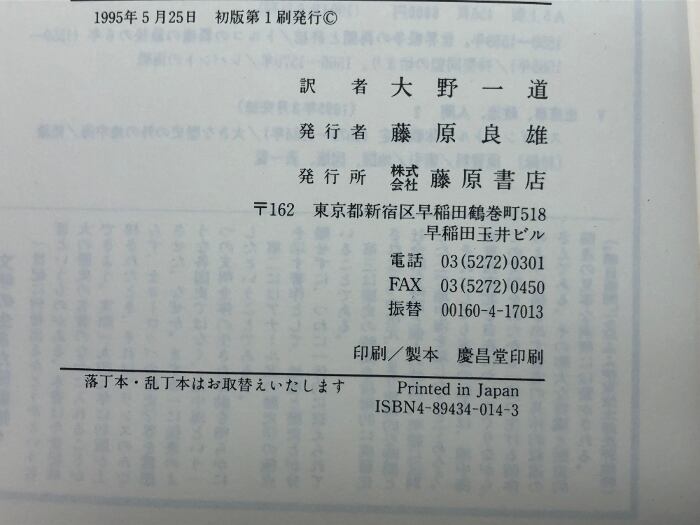 1995年5月25日　初版第1刷発行©
訳者　大野一道
発行者　藤原良雄
発行所　株式会社　藤原書店
〒162　東京都新宿区早稲田鶴巻町518
早稲田玉井ビル
電話　03(5272)0301
FAX　03(5272)0450
振替　00160-4-17013
印刷／製本　慶昌堂印刷
落丁本・乱丁本はお取替えいたします　Printed in Japan
ISBN4-89434-014-3